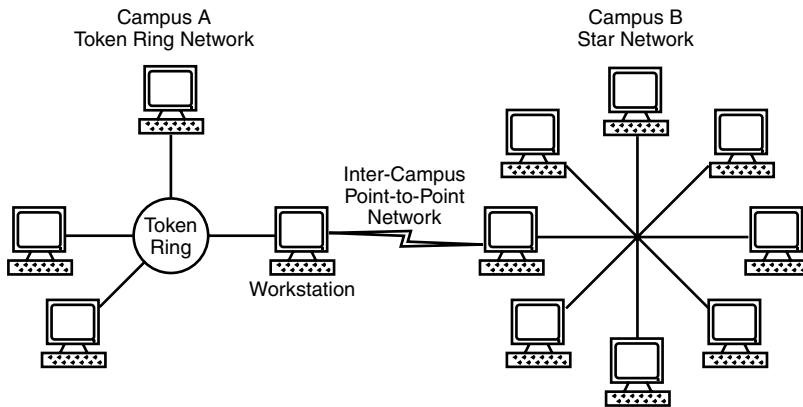 Campus A
Token Ring Network
Campus B
Star Network
Inter-Campus
Point-to-Point
Network
Token
Ring
Workstation